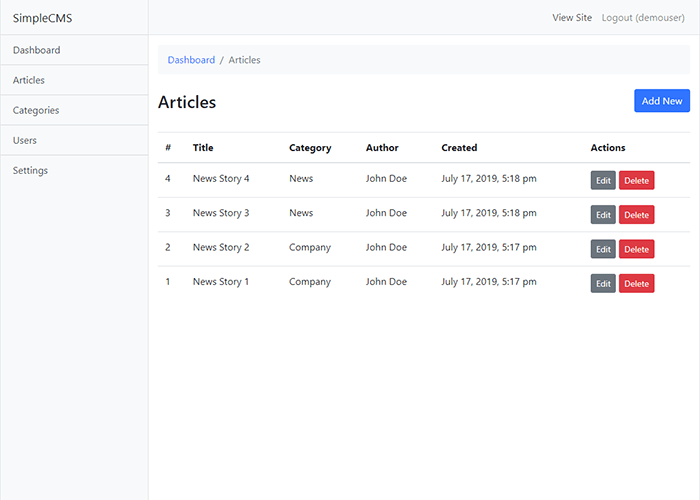 SimpleCMS
View Site Logout (demouser)
Dashboard
Articles
Categories
Users
Settings
Dashboard / Articles
Articles
Add New
# Title Category Author Created Actions
4 News Story 4 News John Doe July 17, 2019, 5:18 pm Edit Delete
3 News Story 3 News John Doe July 17, 2019, 5:18 pm Edit Delete
2 News Story 2 Company John Doe July 17, 2019, 5:17 pm Edit Delete
1 News Story 1 Company John Doe July 17, 2019, 5:17 pm Edit Delete